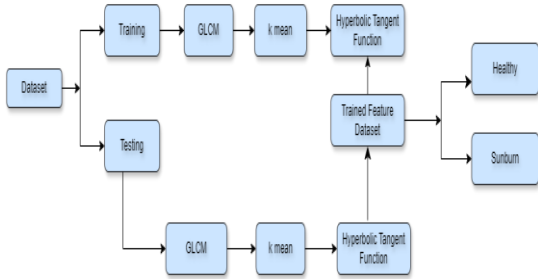 Training
GLCM
k mean
Hyperbolic Tangent
Function
Dataset
Healthy
Trained Feature
Dataset
Testing
Sunburn
GLCM
k mean
Hyperbolic Tangent
Function